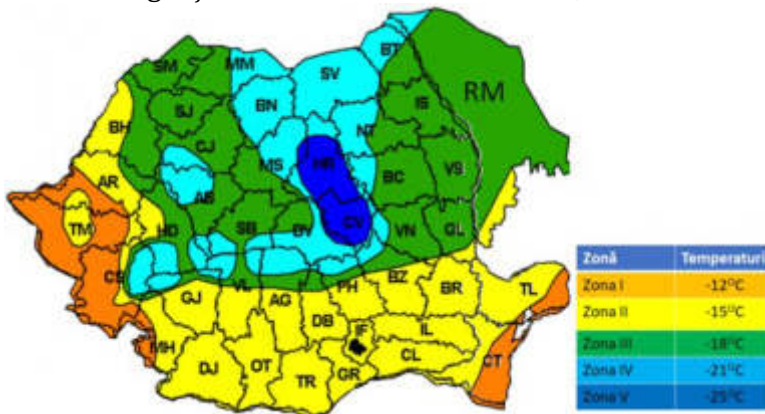 BT
SM
MM
SV
RM
BN
IS
SJ
BH
CJ
NT
MS
HR
VS
BC
AR
AB
TM
HD
SB
BV
CV
VN
GL
CS
BZ
VL
PH
GJ
AG
BR
TL
DB
IF
IL
MH
CT
DJ
OT
CL
TR
GR
Zonă Temperaturi
Zona I -12°C
Zona II -15°C
Zona III -18°C
Zona IV -21°C
Zona V -25°C